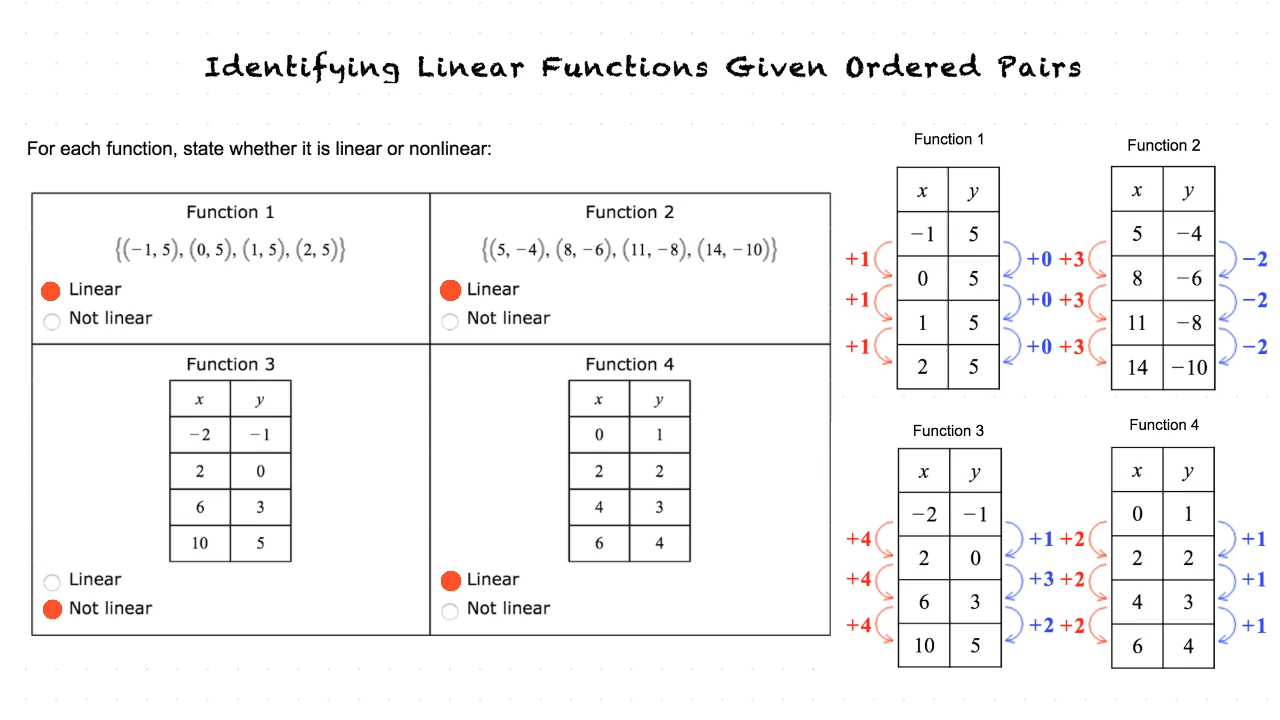 Identifying Linear Functions Given Ordered Pairs
For each function, state whether it is linear or nonlinear:
Function 1
{(−1, 5), (0, 5), (1, 5), (2, 5)}
Linear
Not linear
Function 2
{(5, −4), (8, −6), (11, −8), (14, −10)}
Linear
Not linear
Function 3
x y
−2 −1
2 0
6 3
10 5
Linear
Not linear
Function 4
x y
0 1
2 2
4 3
6 4
Linear
Not linear
Function 1
x y
−1 5
+1 +0
0 5
+1 +0
1 5
+1 +0
2 5
Function 2
x y
5 −4
+3 −2
8 −6
+3 −2
11 −8
+3 −2
14 −10
Function 3
x y
−2 −1
+4 +1
2 0
+4 +3
6 3
+4 +2
10 5
Function 4
x y
0 1
+2 +1
2 2
+2 +1
4 3
+2 +1
6 4